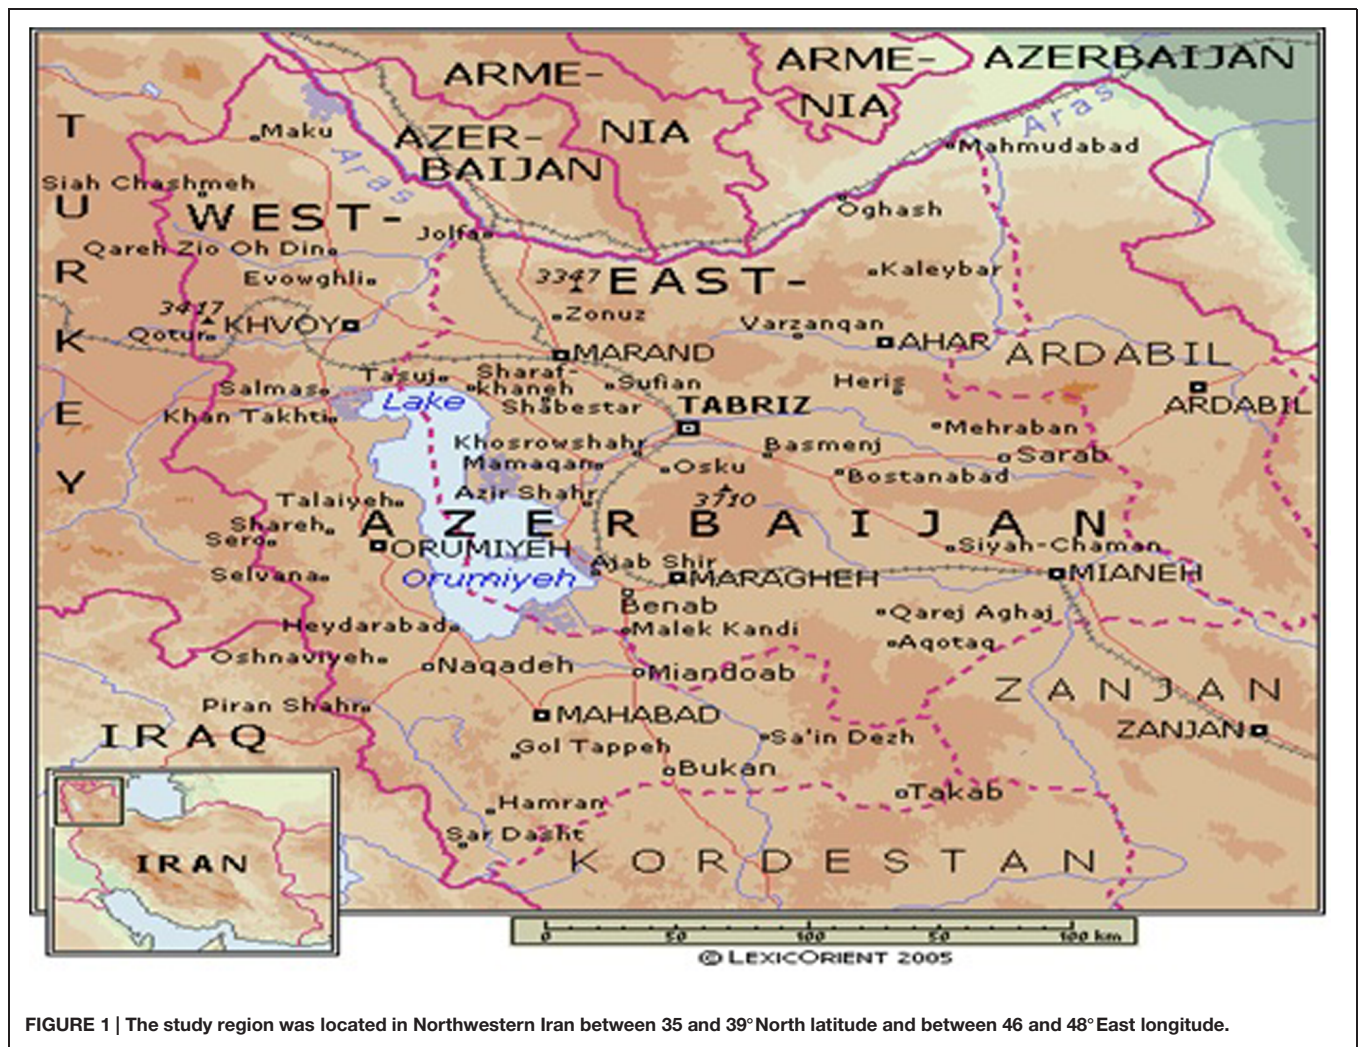 ARME-
NIA
ARME-
NIA
AZERBAIJAN
AZER-
BAIJAN
Aras
Aras
Maku
Mahmudabad
TURKEY
Siah Chashmeh
WEST-
Oghash
Jolfa
Qareh Zio Oh Din
Evowghli
3347
EAST-
Kaleybar
3417
KHVOY
Zonuz
Varzanqan
Qotur
AHAR
MARAND
ARDABIL
Tasuj
Sharaf-
khaneh
Sufian
Heris
Salmas
Lake
Shabestar
TABRIZ
ARDABIL
Khan Takhti
Mehraban
Khosrowshahr
Basmenj
Sarab
Mamaqan
Osku
Bostanabad
Azir Shahr
3710
Talaiyeh
AZERBAIJAN
Shareh
Sero
ORUMIYEH
Siyah-Chaman
Ajab Shir
Selvana
Orumiyeh
MARAGHEH
MIANEH
Benab
Qarej Aghaj
Heydarabad
Malek Kandi
Aqotaq
Oshnaviyeh
Naqadeh
Miandoab
ZANJAN
Piran Shahr
MAHABAD
ZANJAN
IRAQ
Gol Tappeh
Sa'in Dezh
Bukan
Takab
Hamran
Sar Dasht
IRAN
KORDESTAN
0 50 100 50 100 km
© LEXICORIENT 2005
FIGURE 1 | The study region was located in Northwestern Iran between 35 and 39°North latitude and between 46 and 48°East longitude.